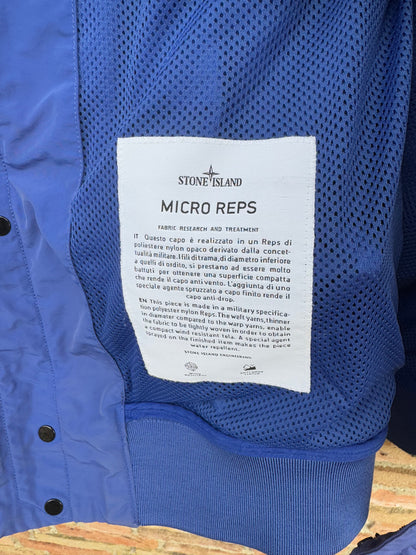 STONE ISLAND
MICRO REPS
FABRIC RESEARCH AND TREATMENT
IT Questo capo è realizzato in un Reps di
poliestere nylon opaco derivato dalla concet-
tualità militare. I fili di trama, di diametro inferiore
a quelli di ordito, si prestano ad essere molto
battuti per ottenere una superficie compatta
che rende il capo anti vento. L'aggiunta di uno
speciale agente spruzzato a capo finito rende il
capo anti-drop.
EN This piece is made in a military specifica-
tion polyester nylon Reps. The weft yarns, thinner
in diameter compared to the warp yarns, enable
the fabric to be tightly woven in order to obtain
a compact wind resistant tela. A special agent
sprayed on the finished item makes the piece
water repellent.
STONE ISLAND ENGINEERING